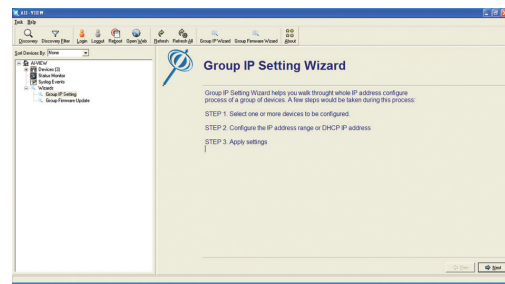 AII-VIEW
Task Help
Discovery Discovery Filter Login Logout Reboot Open Web Refresh Refresh All Group IP Wizard Group Firmware Wizard About
Sort Devices By: None
AI-VIEW
Devices (3)
Status Monitor
Syslog Events
Wizards
Group IP Setting
Group Firmware Update
Group IP Setting Wizard
Group IP Setting Wizard helps you walk throught whole IP address configure
process of a group of devices. A few steps would be taken during this process:
STEP 1. Select one or more devices to be configured.
STEP 2. Configure the IP address range or DHCP IP address
STEP 3. Apply settings
Next